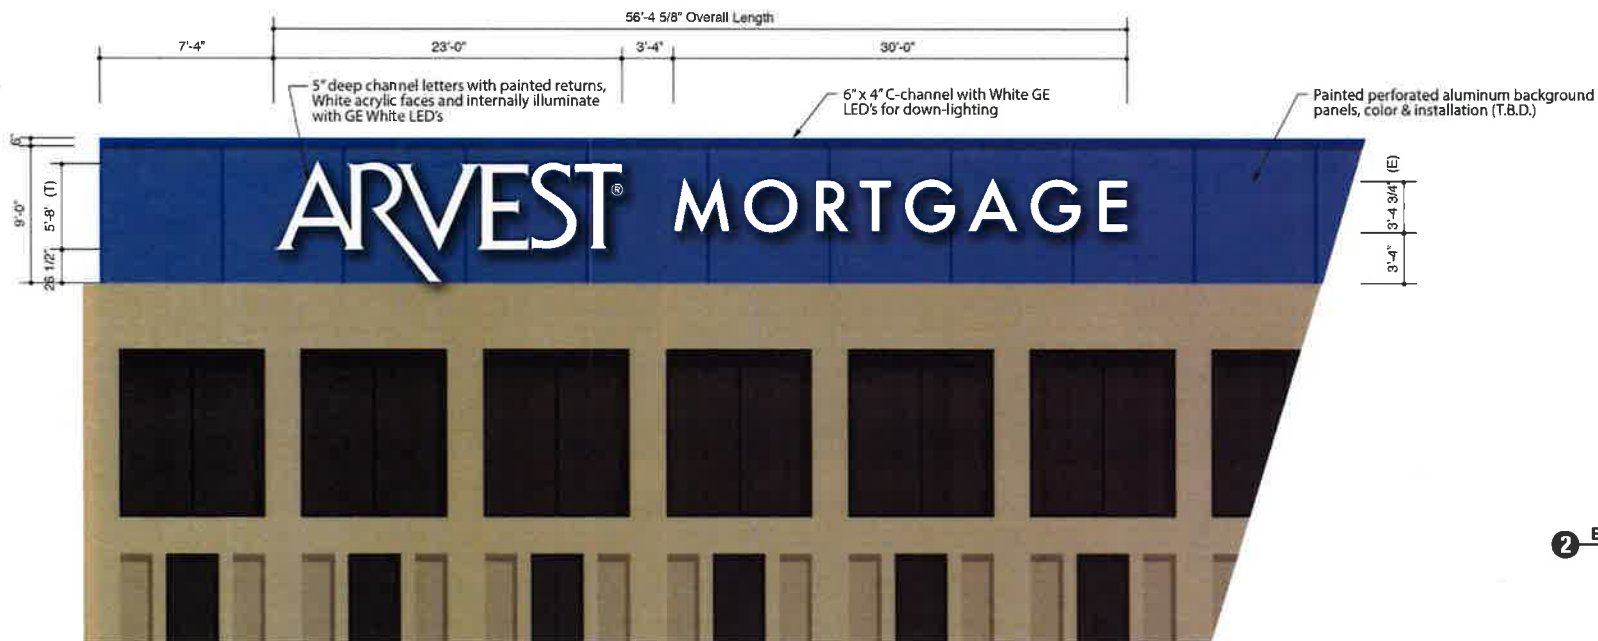 56'-4 5/8" Overall Length
7'-4"
23'-0"
3'-4"
30'-0"
5" deep channel letters with painted returns,
White acrylic faces and internally illuminate
with GE White LED's
6" x 4" C-channel with White GE
LED's for down-lighting
Painted perforated aluminum background
panels, color & installation (T.B.D.)
6"
9'-0"
5'-8" (T)
26 1/2"
ARVEST® MORTGAGE
3'-4 3/4" (E)
3'-4"
2